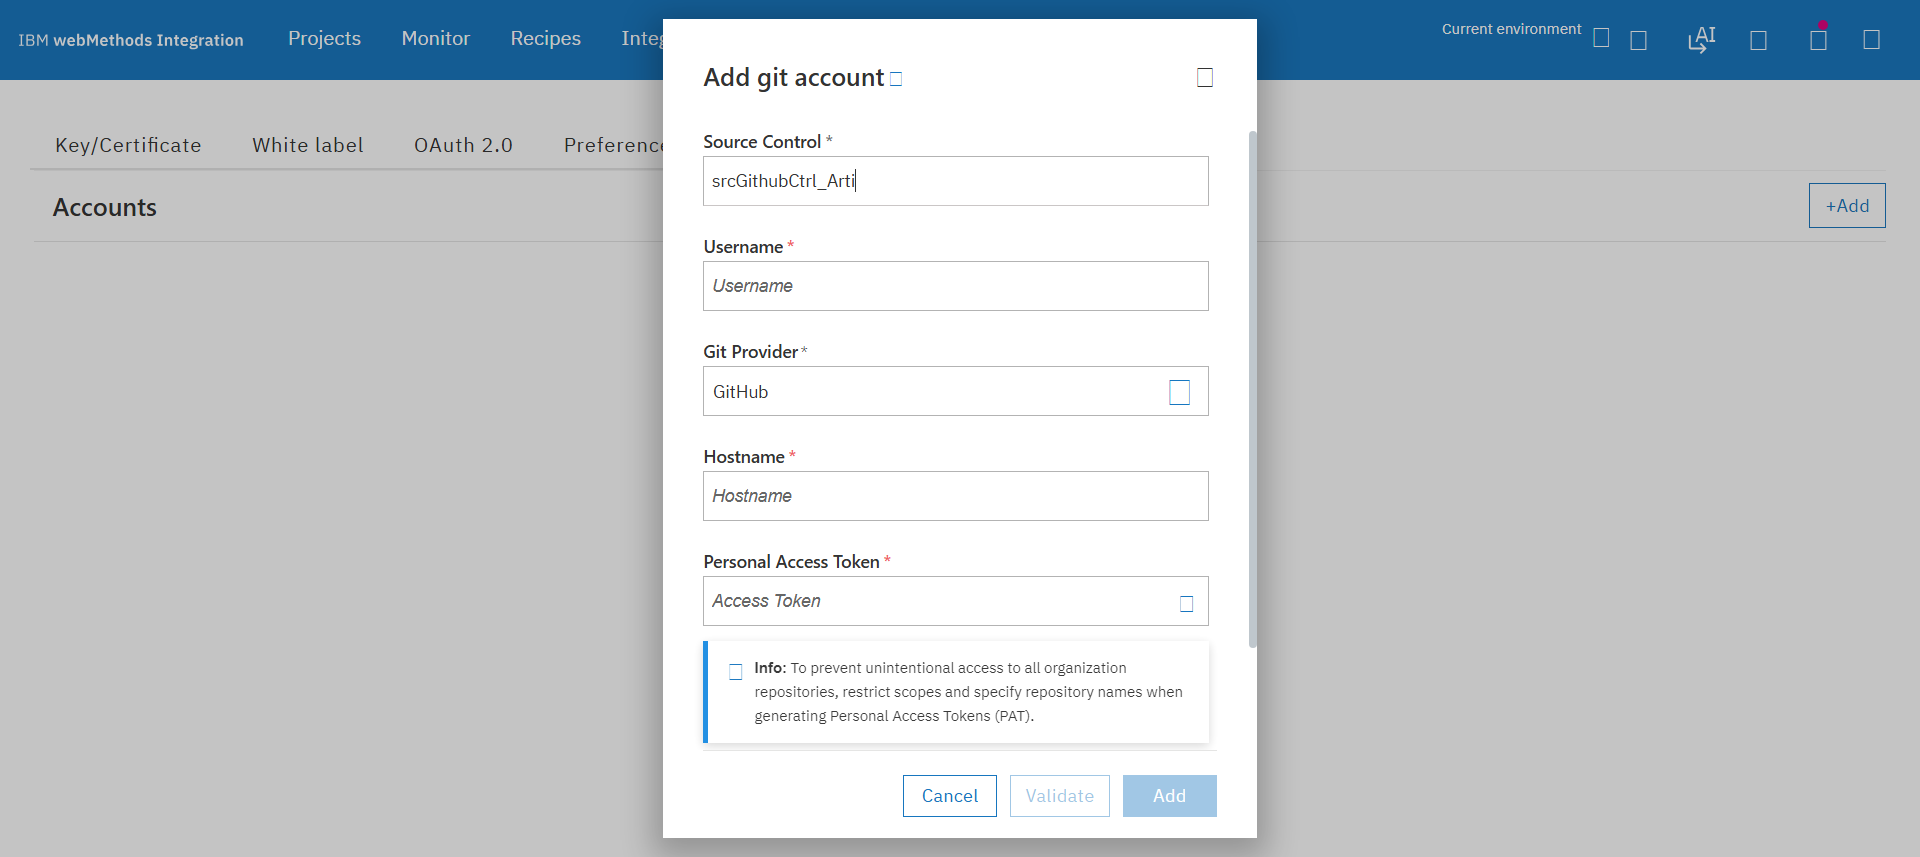 IBM webMethods Integration
Projects
Monitor
Recipes
Integ
Current environment
AI
Key/Certificate
White label
OAuth 2.0
Preference
Accounts
+Add
Add git account
Source Control *
srcGithubCtrl_Arti
Username *
Username
Git Provider *
GitHub
Hostname *
Hostname
Personal Access Token *
Access Token
Info: To prevent unintentional access to all organization
repositories, restrict scopes and specify repository names when
generating Personal Access Tokens (PAT).
Cancel
Validate
Add